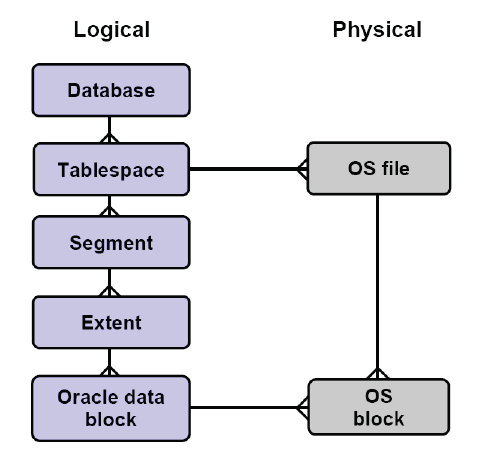 Logical
Physical
Database
Tablespace
OS file
Segment
Extent
Oracle data
block
OS
block